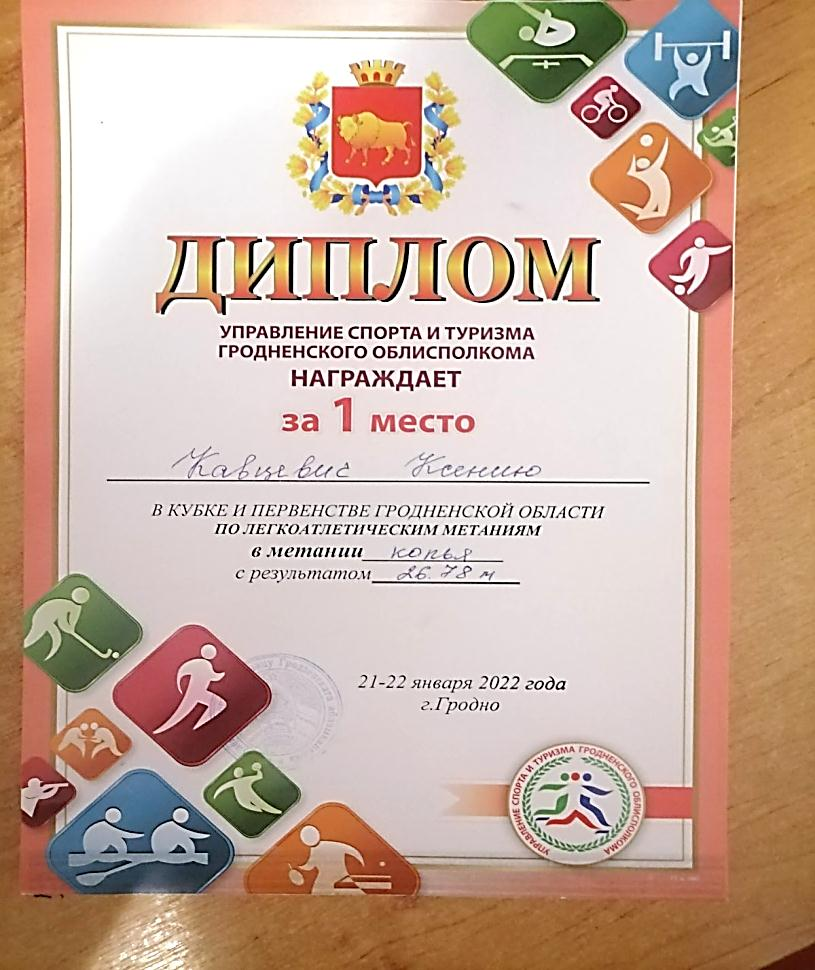 ДИПЛОМ
УПРАВЛЕНИЕ СПОРТА И ТУРИЗМА
ГРОДНЕНСКОГО ОБЛИСПОЛКОМА
НАГРАЖДАЕТ
за 1 место
Кавцевич Ксению
В КУБКЕ И ПЕРВЕНСТВЕ ГРОДНЕНСКОЙ ОБЛАСТИ
ПО ЛЕГКОАТЛЕТИЧЕСКИМ МЕТАНИЯМ
в метании копья
с результатом 26.78 м
21-22 января 2022 года
г.Гродно
УПРАВЛЕНИЕ СПОРТА И ТУРИЗМА ГРОДНЕНСКОГО ОБЛИСПОЛКОМА